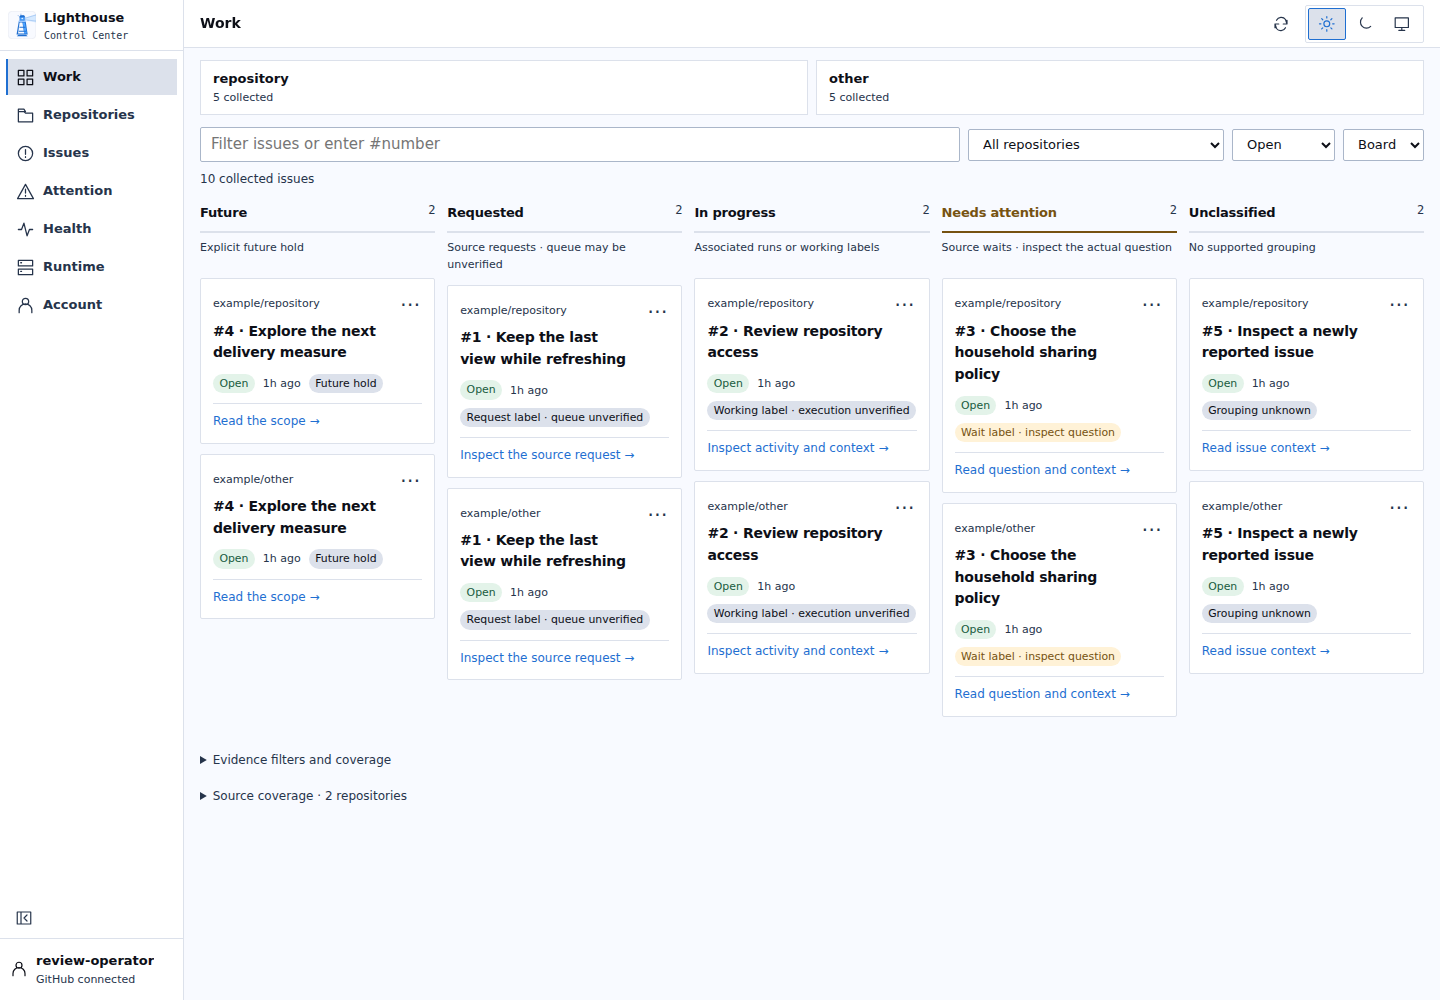 Lighthouse
Control Center
Work
Repositories
Issues
Attention
Health
Runtime
Account
review-operator
GitHub connected
Work
repository
5 collected
other
5 collected
Filter issues or enter #number
All repositories
Open
Board
10 collected issues
Future 2
Explicit future hold
example/repository ...
#4 · Explore the next
delivery measure
Open 1h ago Future hold
Read the scope →
example/other ...
#4 · Explore the next
delivery measure
Open 1h ago Future hold
Read the scope →
Requested 2
Source requests · queue may be
unverified
example/repository ...
#1 · Keep the last
view while refreshing
Open 1h ago
Request label · queue unverified
Inspect the source request →
example/other ...
#1 · Keep the last
view while refreshing
Open 1h ago
Request label · queue unverified
Inspect the source request →
In progress 2
Associated runs or working labels
example/repository ...
#2 · Review repository
access
Open 1h ago
Working label · execution unverified
Inspect activity and context →
example/other ...
#2 · Review repository
access
Open 1h ago
Working label · execution unverified
Inspect activity and context →
Needs attention 2
Source waits · inspect the actual question
example/repository ...
#3 · Choose the
household sharing
policy
Open 1h ago
Wait label · inspect question
Read question and context →
example/other ...
#3 · Choose the
household sharing
policy
Open 1h ago
Wait label · inspect question
Read question and context →
Unclassified 2
No supported grouping
example/repository ...
#5 · Inspect a newly
reported issue
Open 1h ago
Grouping unknown
Read issue context →
example/other ...
#5 · Inspect a newly
reported issue
Open 1h ago
Grouping unknown
Read issue context →
Evidence filters and coverage
Source coverage · 2 repositories